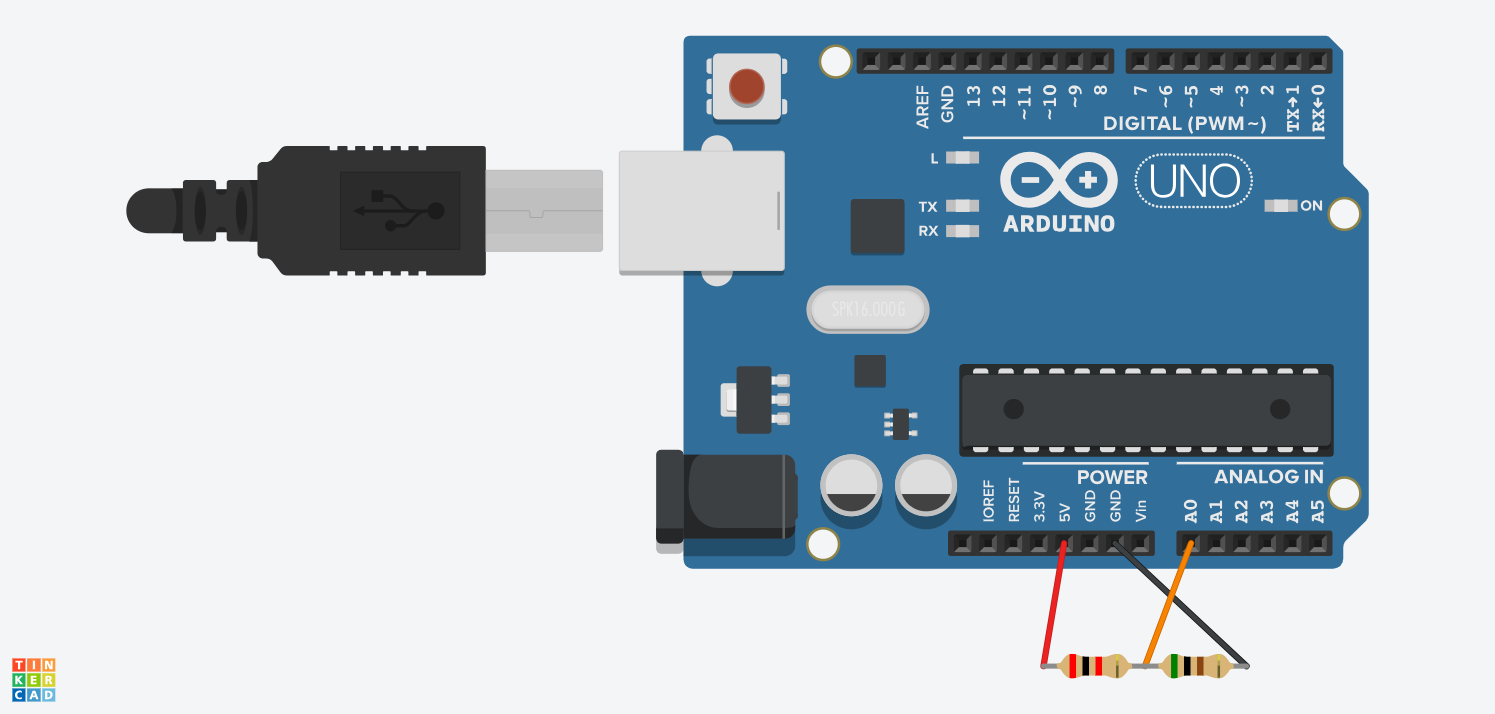 AREF
GND
13
12
~11
~10
~9
8
7
~6
~5
4
~3
2
TX→1
RX←0
DIGITAL (PWM~)
L
TX
RX
ARDUINO
UNO
ON
SPK16.000G
POWER
ANALOG IN
IOREF
RESET
3.3V
5V
GND
GND
Vin
A0
A1
A2
A3
A4
A5
TIN
KER
CAD